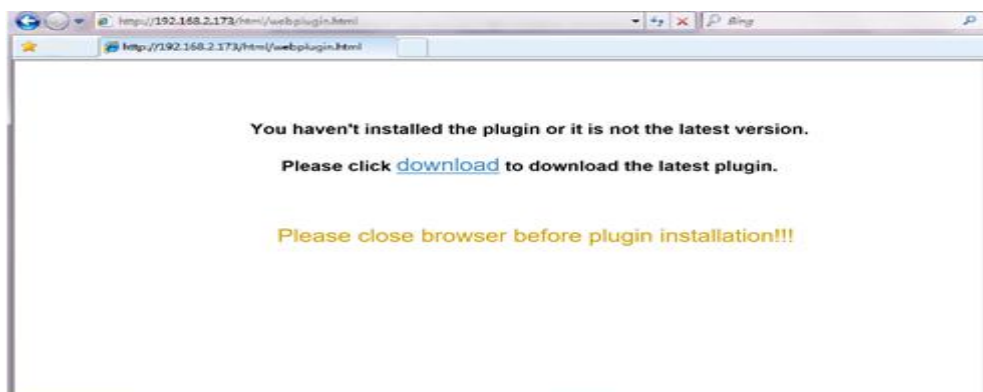 http://192.168.2.173/html/webplugin.html
Bing
http://192.168.2.173/html/webplugin.html
You haven't installed the plugin or it is not the latest version.
Please click download to download the latest plugin.
Please close browser before plugin installation!!!